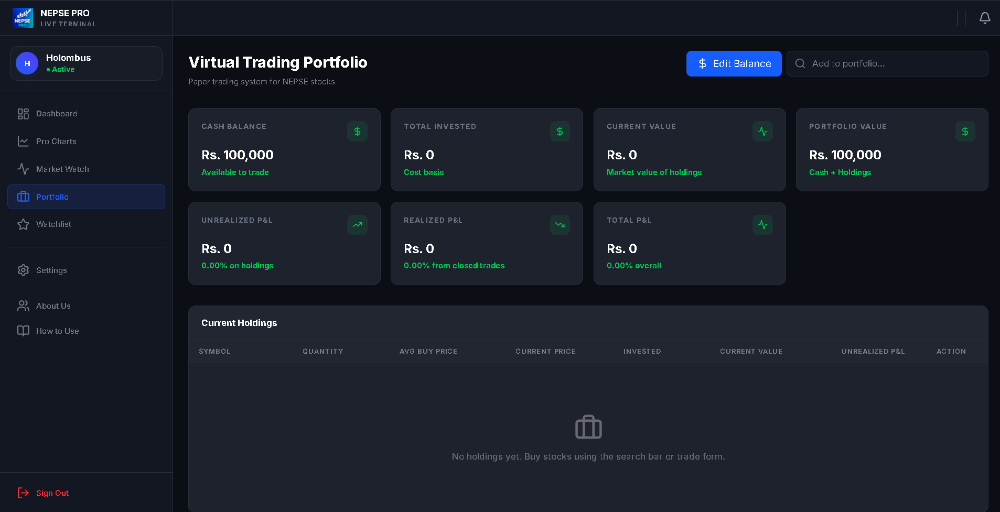 NEPSE PRO
LIVE TERMINAL
NEPSE
PRO
H
Holombus
• Active
Dashboard
Pro Charts
Market Watch
Portfolio
Watchlist
Settings
About Us
How to Use
Sign Out
Virtual Trading Portfolio
Paper trading system for NEPSE stocks
$ Edit Balance
Add to portfolio...
CASH BALANCE
$
Rs. 100,000
Available to trade
TOTAL INVESTED
$
Rs. 0
Cost basis
CURRENT VALUE
Rs. 0
Market value of holdings
PORTFOLIO VALUE
$
Rs. 100,000
Cash + Holdings
UNREALIZED P&L
Rs. 0
0.00% on holdings
REALIZED P&L
Rs. 0
0.00% from closed trades
TOTAL P&L
Rs. 0
0.00% overall
Current Holdings
SYMBOL QUANTITY AVG BUY PRICE CURRENT PRICE INVESTED CURRENT VALUE UNREALIZED P&L ACTION
No holdings yet. Buy stocks using the search bar or trade form.